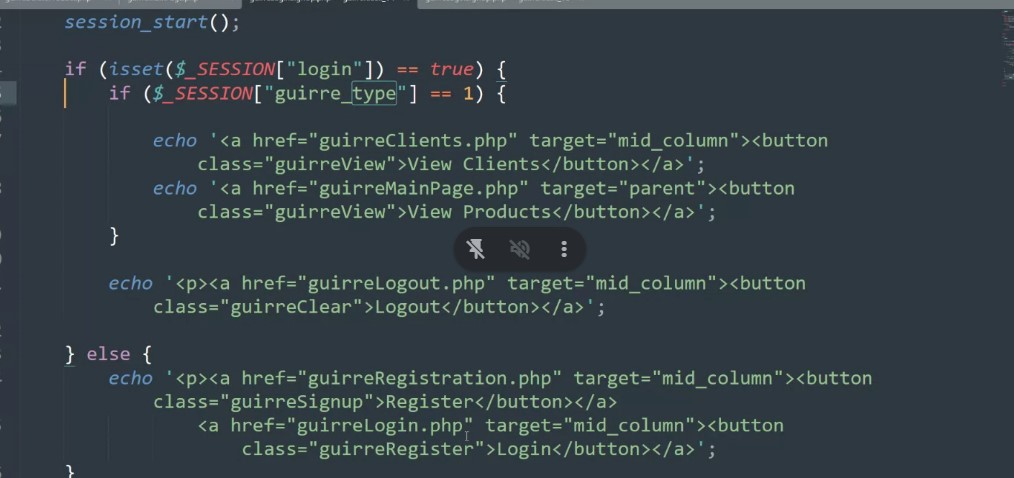 session_start();
if (isset($_SESSION["login"]) == true) {
if ($_SESSION["guirre_type"] == 1) {
echo '<a href="guirreClients.php" target="mid_column"><button
class="guirreView">View Clients</button></a>';
echo '<a href="guirreMainPage.php" target="parent"><button
class="guirreView">View Products</button></a>';
}
echo '<p><a href="guirreLogout.php" target="mid_column"><button
class="guirreClear">Logout</button></a>';
} else {
echo '<p><a href="guirreRegistration.php" target="mid_column"><button
class="guirreSignup">Register</button></a>
<a href="guirreLogin.php" target="mid_column"><button
class="guirreRegister">Login</button></a>';
}